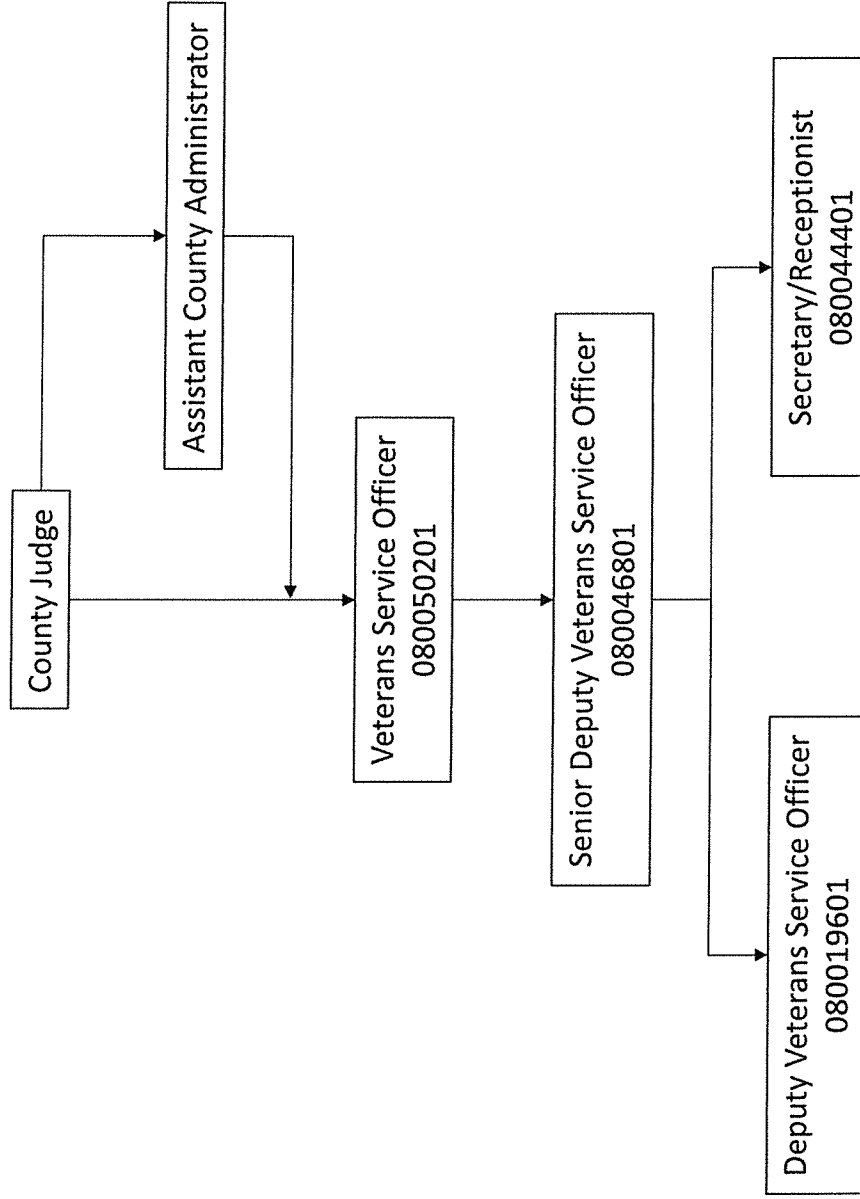 County Judge
Assistant County Administrator
Veterans Service Officer
080050201
Senior Deputy Veterans Service Officer
080046801
Deputy Veterans Service Officer
080019601
Secretary/Receptionist
080044401